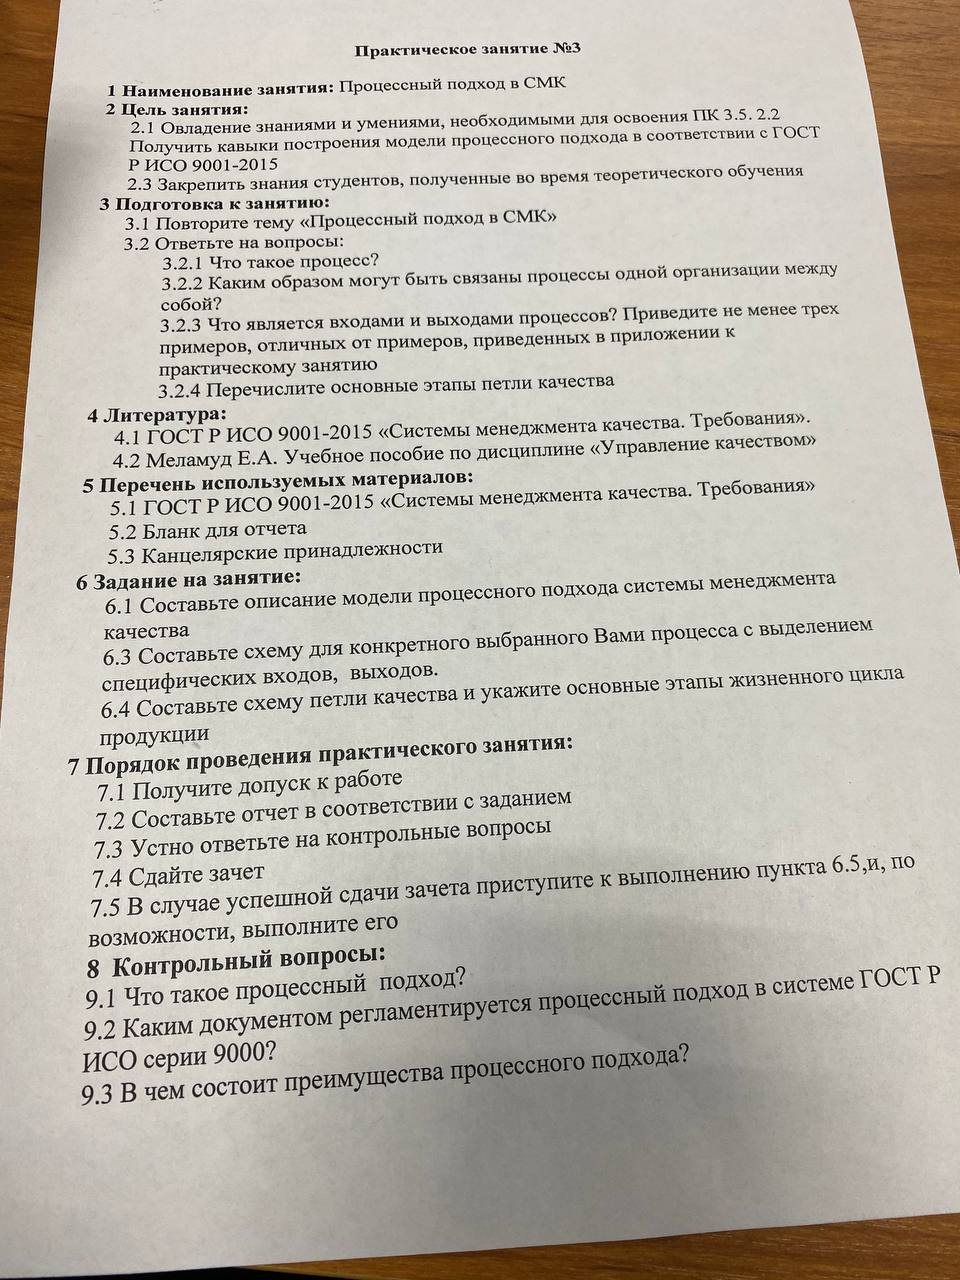 Практическое занятие №3
1 Наименование занятия: Процессный подход в СМК
2 Цель занятия:
2.1 Овладение знаниями и умениями, необходимыми для освоения ПК 3.5. 2.2
Получить кавыки построения модели процессного подхода в соответствии с ГОСТ
Р ИСО 9001-2015
2.3 Закрепить знания студентов, полученные во время теоретического обучения
3 Подготовка к занятию:
3.1 Повторите тему «Процессный подход в СМК»
3.2 Ответьте на вопросы:
3.2.1 Что такое процесс?
3.2.2 Каким образом могут быть связаны процессы одной организации между
собой?
3.2.3 Что является входами и выходами процессов? Приведите не менее трех
примеров, отличных от примеров, приведенных в приложении к
практическому занятию
3.2.4 Перечислите основные этапы петли качества
4 Литература:
4.1 ГОСТ Р ИСО 9001-2015 «Системы менеджмента качества. Требования».
4.2 Меламуд Е.А. Учебное пособие по дисциплине «Управление качеством»
5 Перечень используемых материалов:
5.1 ГОСТ Р ИСО 9001-2015 «Системы менеджмента качества. Требования»
5.2 Бланк для отчета
5.3 Канцелярские принадлежности
6 Задание на занятие:
6.1 Составьте описание модели процессного подхода системы менеджмента
качества
6.3 Составьте схему для конкретного выбранного Вами процесса с выделением
специфических входов, выходов.
6.4 Составьте схему петли качества и укажите основные этапы жизненного цикла
продукции
7 Порядок проведения практического занятия:
7.1 Получите допуск к работе
7.2 Составьте отчет в соответствии с заданием
7.3 Устно ответьте на контрольные вопросы
7.4 Сдайте зачет
7.5 В случае успешной сдачи зачета приступите к выполнению пункта 6.5,и, по
возможности, выполните его
8 Контрольный вопросы:
9.1 Что такое процессный подход?
9.2 Каким документом регламентируется процессный подход в системе ГОСТ Р
ИСО серии 9000?
9.3 В чем состоит преимущества процессного подхода?